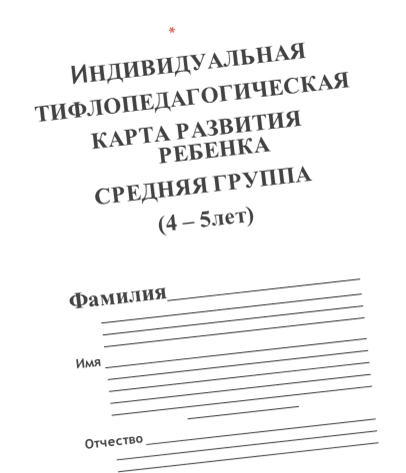 *
ИНДИВИДУАЛЬНАЯ
ТИФЛОПЕДАГОГИЧЕСКАЯ
КАРТА РАЗВИТИЯ
РЕБЕНКА
СРЕДНЯЯ ГРУППА
(4 – 5лет)
Фамилия
Имя
Отчество